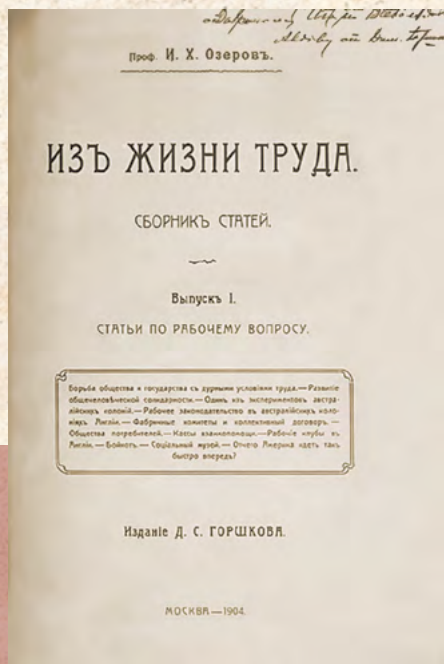 Проф. И. Х. Озеровъ.
ИЗЪ ЖИЗНИ ТРУДА.
СБОРНИКЪ СТАТЕЙ.
Выпускъ I.
СТАТЬИ ПО РАБОЧЕМУ ВОПРОСУ.
Борьба общества и государства съ дурными условіями труда.—Развитіе
общечеловѣческой солидарности.—Одинъ изъ экспериментовъ австра-
лійскихъ колоній.—Рабочее законодательство въ австралійскихъ коло-
ніяхъ Англіи.—Фабричные комитеты и коллективный договоръ.—
Общества потребителей.—Кассы взаимопомощи.—Рабочіе клубы въ
Англіи.—Бойкотъ.—Соціальный музей.—Отчего Америка идетъ такъ
быстро впередъ?
Изданіе Д. С. ГОРШКОВА.
МОСКВА—1904.